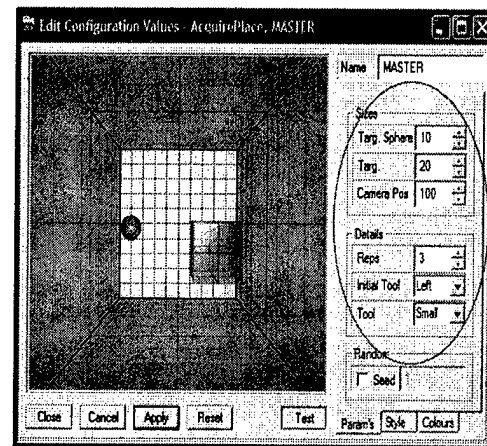 Edit Configuration Values - AcquirePlace, MASTER
Name MASTER
Sizes
Targ. Sphere 10
Targ. 20
Camera Pos 100
Details
Reps 3
Initial Tool Left
Tool Small
Random
Seed 1
Close Cancel Apply Reset Test
Param's Style Colours